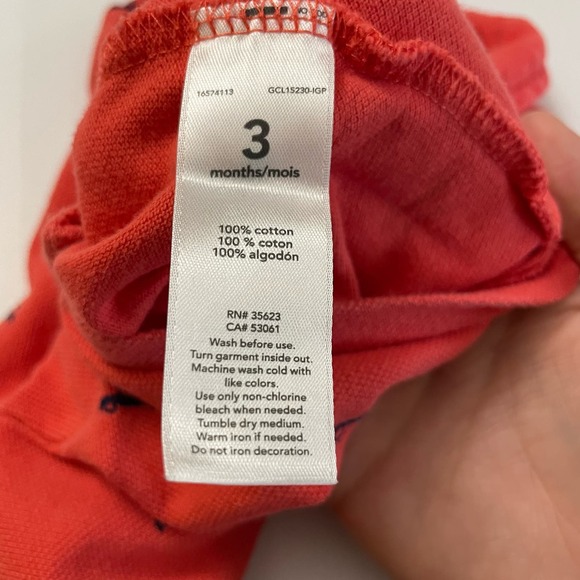 16574113 GCL15230-IGP
3
months/mois
100% cotton
100 % coton
100% algodón
RN# 35623
CA# 53061
Wash before use.
Turn garment inside out.
Machine wash cold with
like colors.
Use only non-chlorine
bleach when needed.
Tumble dry medium.
Warm iron if needed.
Do not iron decoration.